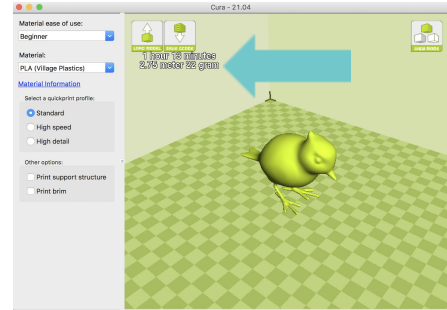 Cura - 21.04
Material ease of use:
Beginner
Material:
PLA (Village Plastics)
Material Information
Select a quickprint profile:
Standard
High speed
High detail
Other options:
Print support structure
Print brim
LOAD MODEL
SAVE GCODE
1 hour 13 minutes
2.75 meter 22 gram
VIEW MODE